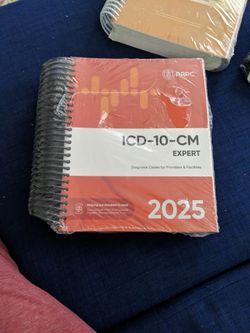 AAPC
ICD-10-CM
EXPERT
Diagnosis Codes for Providers & Facilities
2025